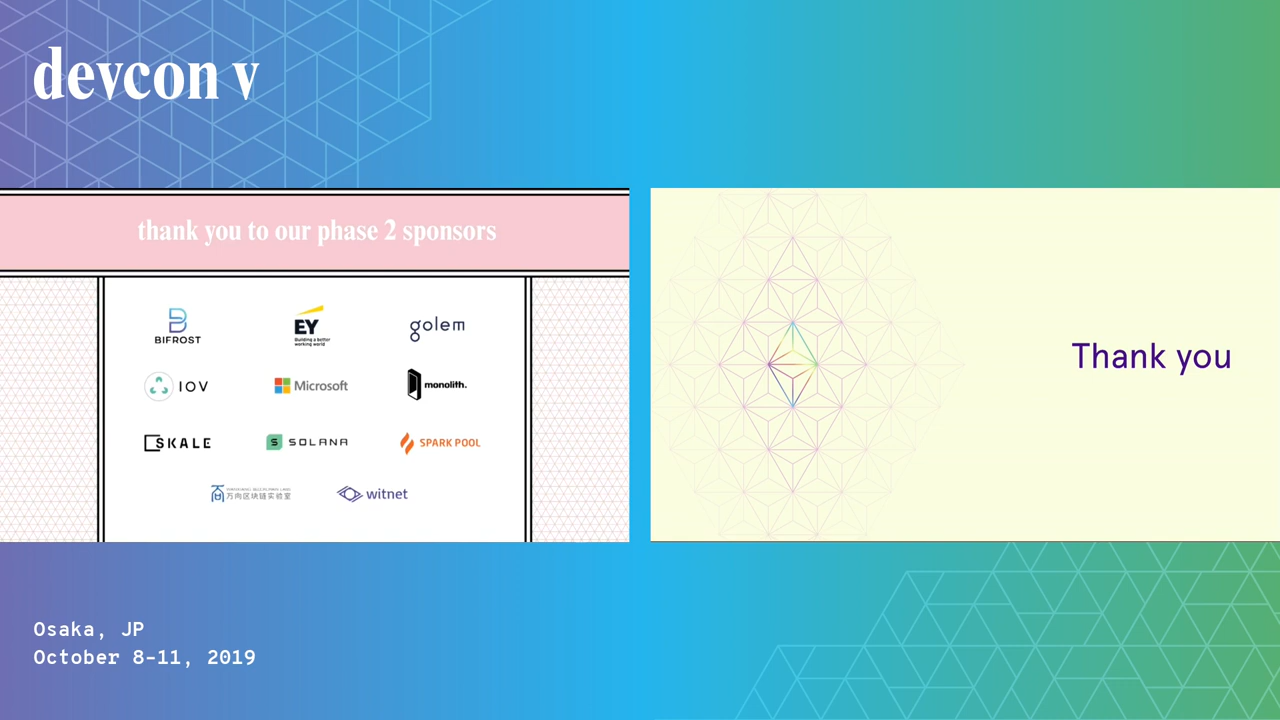 devcon v
thank you to our phase 2 sponsors
BIFROST
EY
Building a better
working world
golem
IOV
Microsoft
monolith.
SKALE
S SOLANA
SPARK POOL
万向区块链实验室
witnet
Thank you
Osaka, JP
October 8-11, 2019